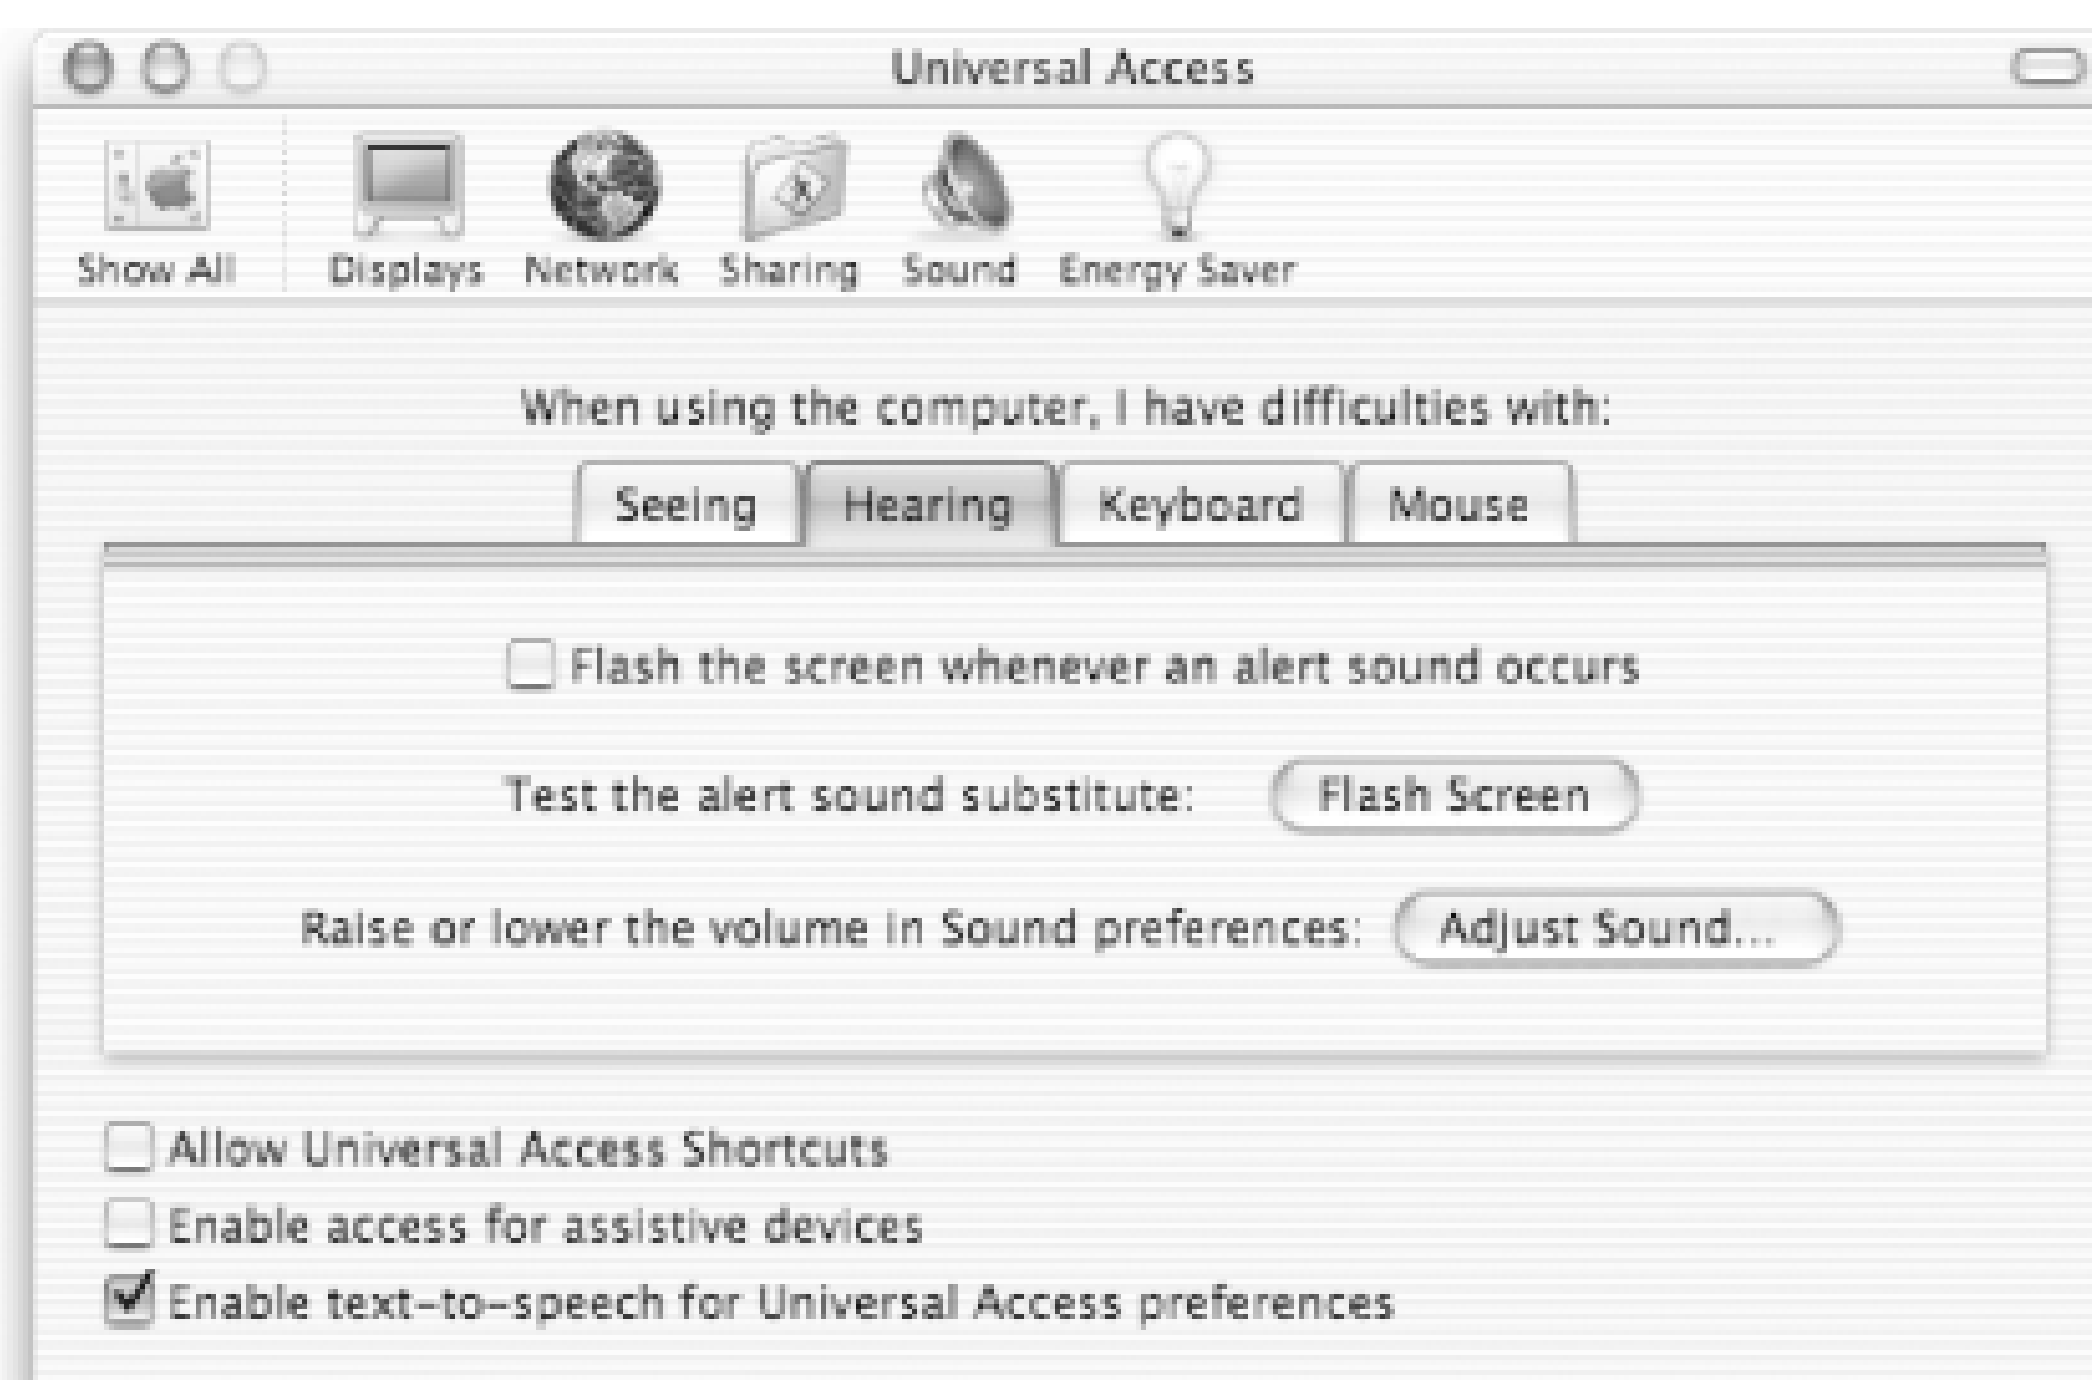 Universal Access
Show All Displays Network Sharing Sound Energy Saver
When using the computer, I have difficulties with:
Seeing Hearing Keyboard Mouse
Flash the screen whenever an alert sound occurs
Test the alert sound substitute: Flash Screen
Raise or lower the volume in Sound preferences: Adjust Sound...
Allow Universal Access Shortcuts
Enable access for assistive devices
Enable text-to-speech for Universal Access preferences